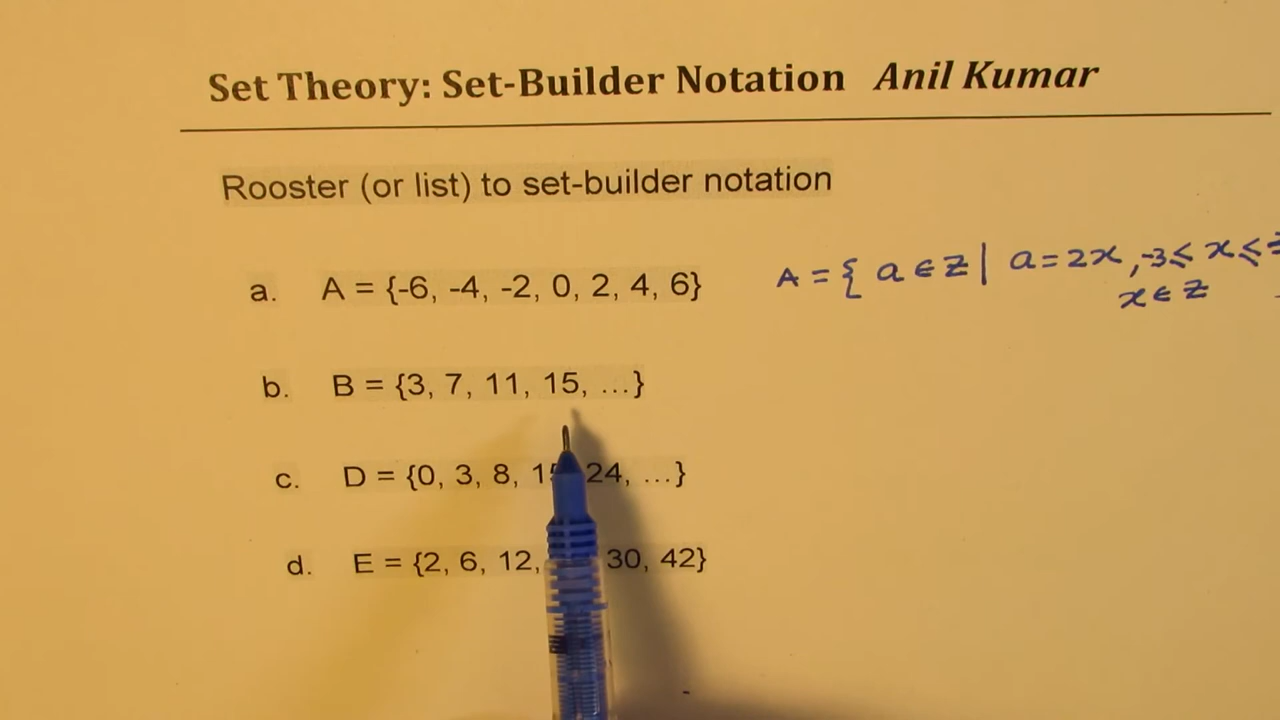 Set Theory: Set-Builder Notation Anil Kumar
Rooster (or list) to set-builder notation
a. A = {-6, -4, -2, 0, 2, 4, 6} A = { a ∈ Z | a = 2x, -3 ≤ x ≤
x ∈ Z
b. B = {3, 7, 11, 15, ...}
c. D = {0, 3, 8, 24, ...}
d. E = {2, 6, 12, 30, 42}